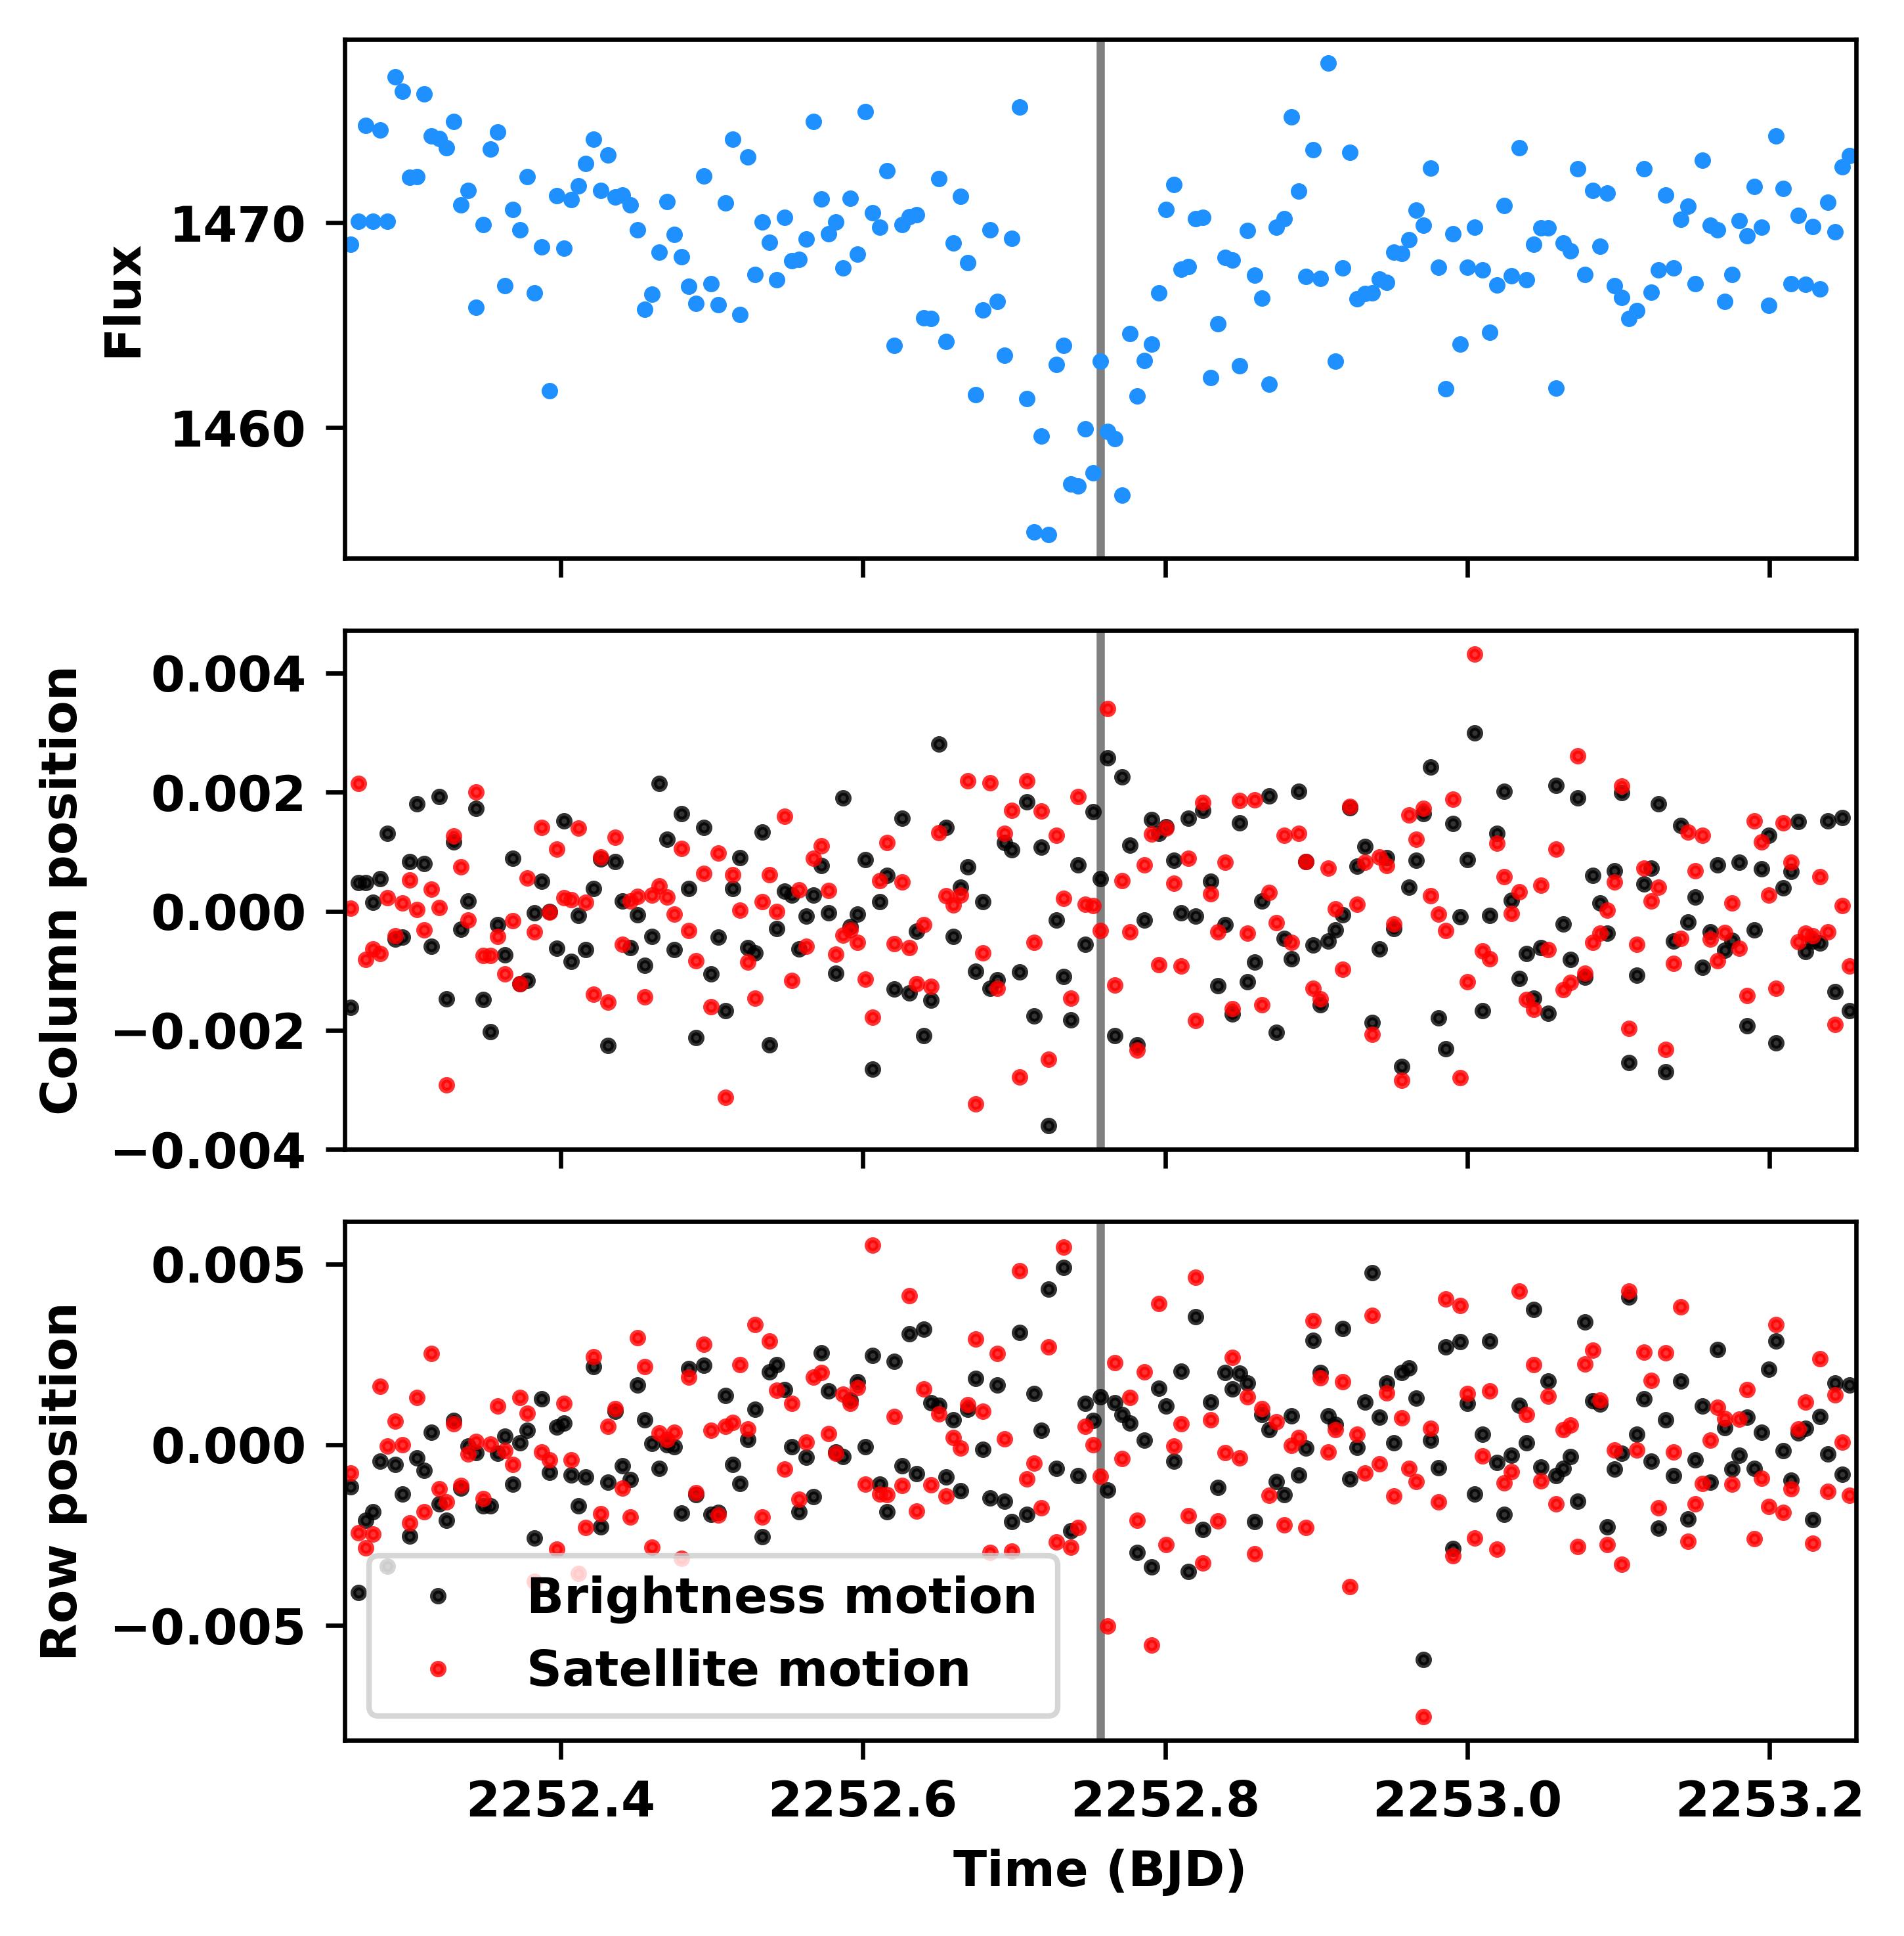 Flux
1470
1460
Column position
0.004
0.002
0.000
−0.002
−0.004
Row position
0.005
0.000
−0.005
Brightness motion
Satellite motion
2252.4 2252.6 2252.8 2253.0 2253.2
Time (BJD)